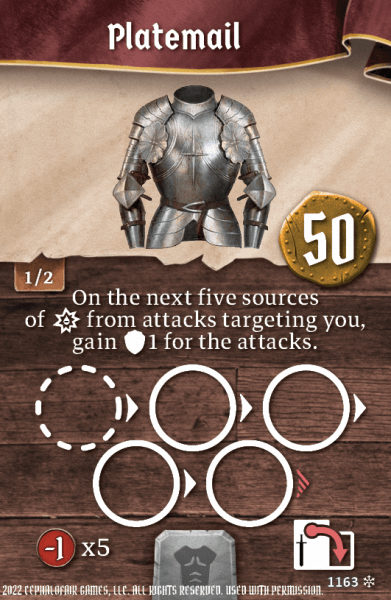 Platemail
50
1/2
On the next five sources
of from attacks targeting you,
gain 1 for the attacks.
-1 x5
1163
2022 CEPHALOFAIR GAMES, LLC. ALL RIGHTS RESERVED. USED WITH PERMISSION.